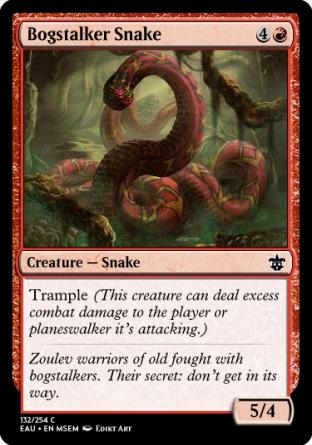 Bogstalker Snake 4
Creature — Snake
Trample (This creature can deal excess
combat damage to the player or
planeswalker it's attacking.)
Zoulev warriors of old fought with
bogstalkers. Their secret: don't get in its
way.
5/4
132/254 C
EAU • EN MSEM Edikt Art